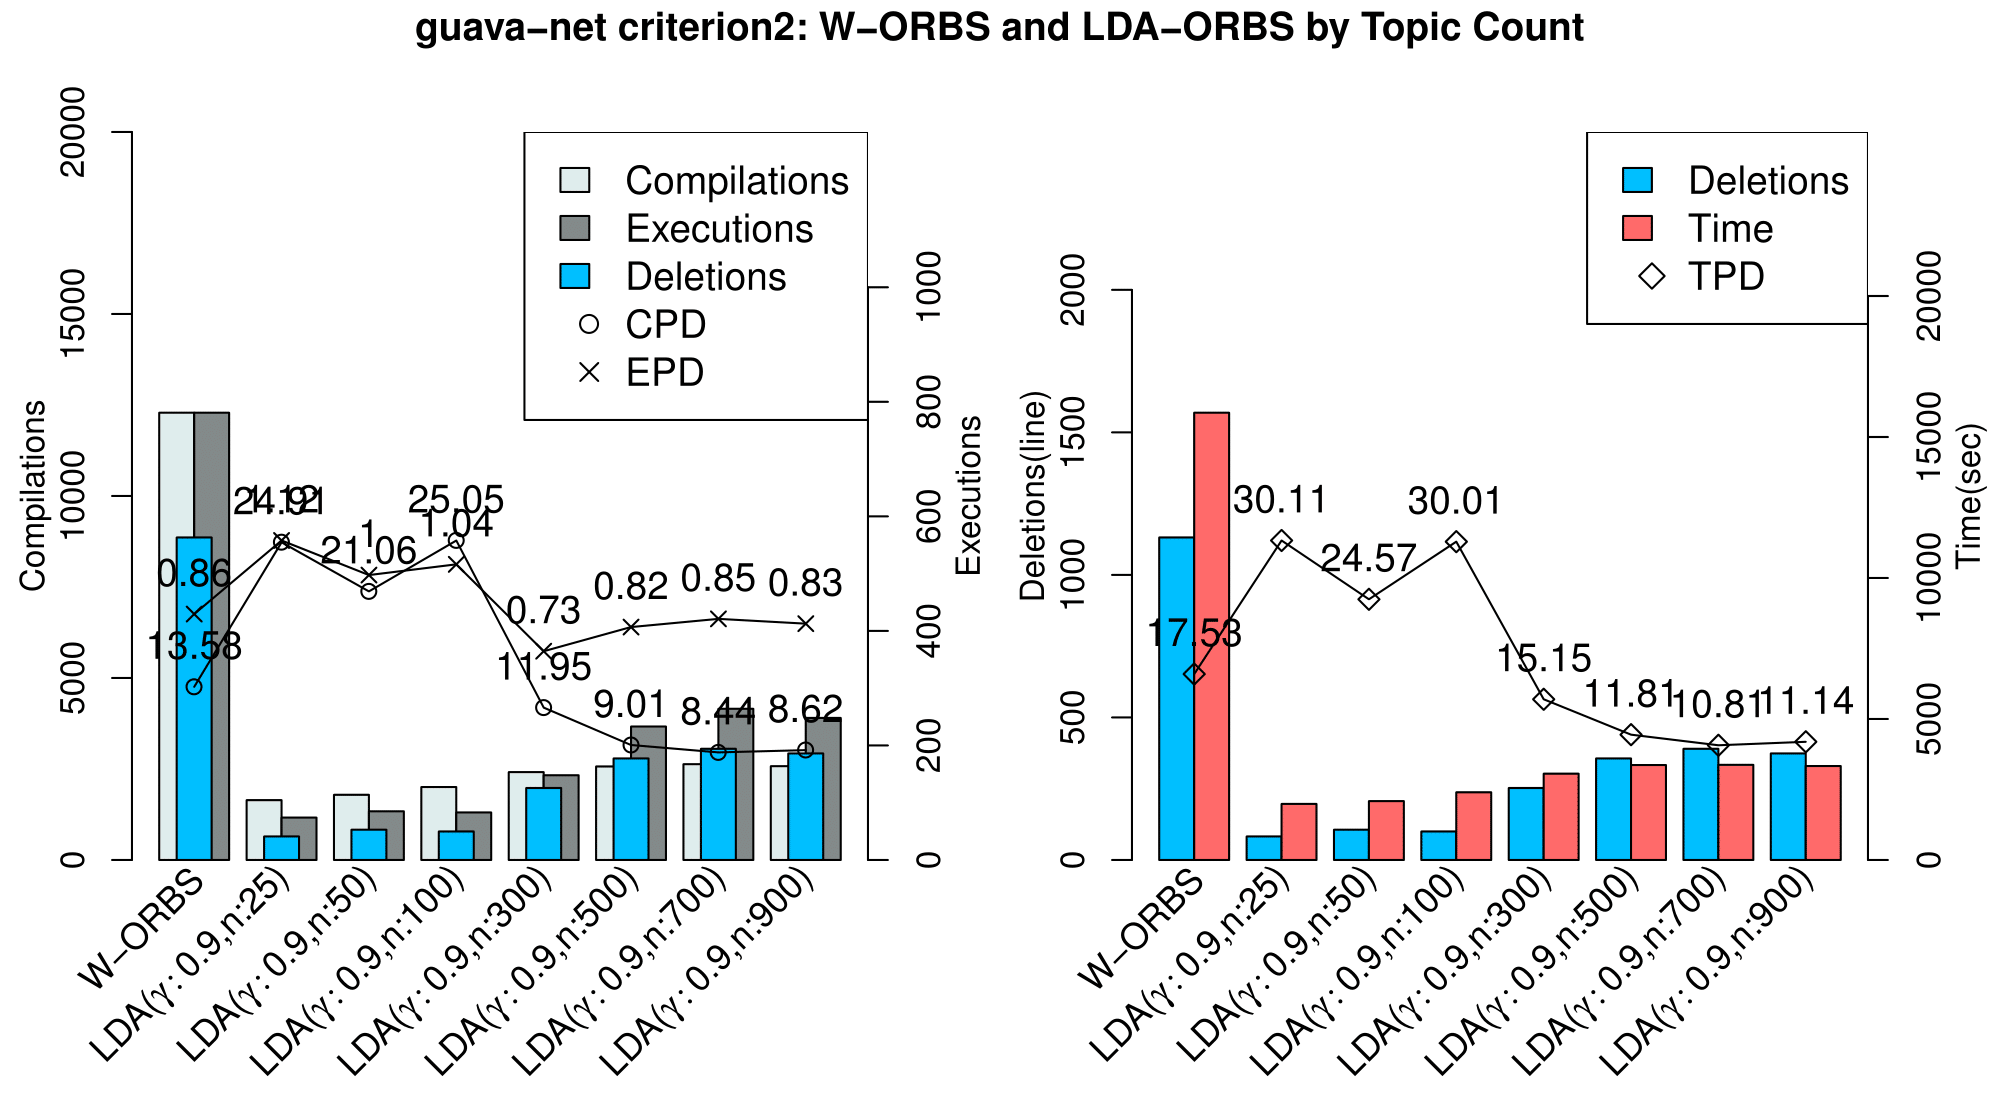 guava−net criterion2: W−ORBS and LDA−ORBS by Topic Count
Compilations
0
5000
10000
15000
20000
Compilations
Executions
Deletions
CPD
EPD
0.86
1.12
1
1.04
0.73
0.82
0.85
0.83
13.58
24.91
21.06
25.05
11.95
9.01
8.44
8.62
Executions
0
200
400
600
800
1000
W−ORBS
LDA(γ: 0.9,n:25)
LDA(γ: 0.9,n:50)
LDA(γ: 0.9,n:100)
LDA(γ: 0.9,n:300)
LDA(γ: 0.9,n:500)
LDA(γ: 0.9,n:700)
LDA(γ: 0.9,n:900)
Deletions(line)
0
500
1000
1500
2000
Deletions
Time
TPD
17.53
30.11
24.57
30.01
15.15
11.81
10.81
11.14
Time(sec)
0
5000
10000
15000
20000
W−ORBS
LDA(γ: 0.9,n:25)
LDA(γ: 0.9,n:50)
LDA(γ: 0.9,n:100)
LDA(γ: 0.9,n:300)
LDA(γ: 0.9,n:500)
LDA(γ: 0.9,n:700)
LDA(γ: 0.9,n:900)